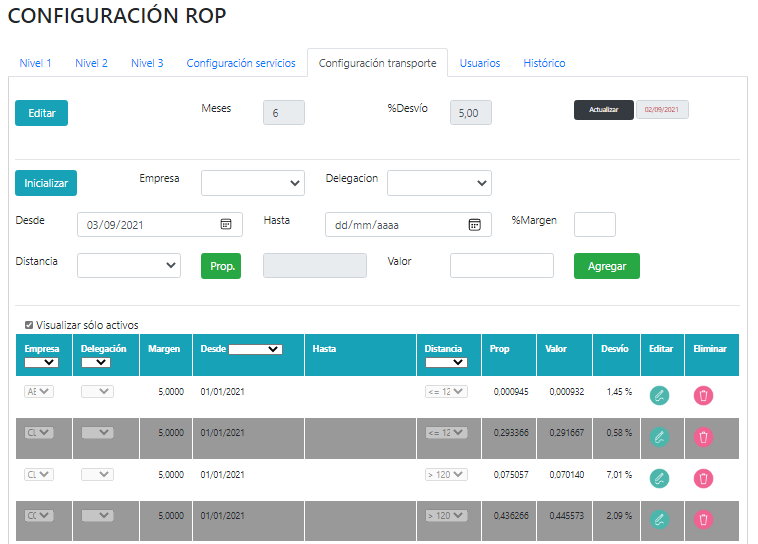 CONFIGURACIÓN ROP
Nivel 1 Nivel 2 Nivel 3 Configuración servicios Configuración transporte Usuarios Histórico
Editar Meses 6 %Desvío 5,00 Actualizar 02/09/2021
Inicializar Empresa Delegacion
Desde 03/09/2021 Hasta dd/mm/aaaa %Margen
Distancia Prop. Valor Agregar
Visualizar sólo activos
Empresa Delegación Margen Desde Hasta Distancia Prop Valor Desvío Editar Eliminar
5,0000 01/01/2021 <= 12 0,000945 0,000932 1,45 %
5,0000 01/01/2021 <= 12 0,293366 0,291667 0,58 %
5,0000 01/01/2021 > 120 0,075057 0,070140 7,01 %
5,0000 01/01/2021 > 120 0,436266 0,445573 2,09 %